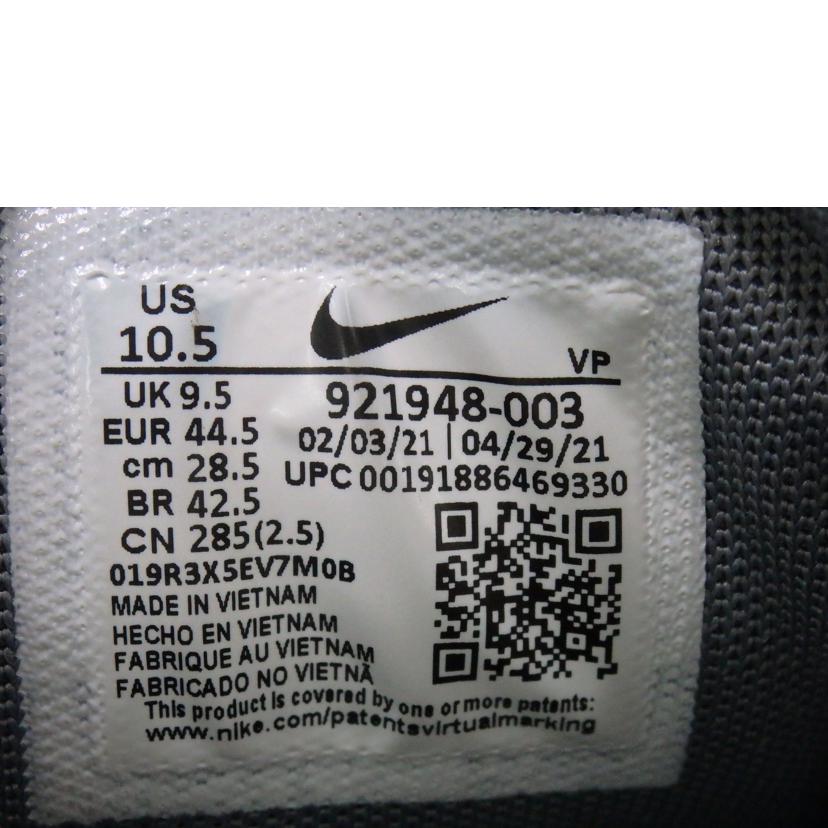 US
10.5
VP
UK 9.5
EUR 44.5
cm 28.5
BR 42.5
CN 285(2.5)
921948-003
02/03/21 | 04/29/21
UPC 00191886469330
019R3X5EV7M0B
MADE IN VIETNAM
HECHO EN VIETNAM
FABRIQUE AU VIETNAM
FABRICADO NO VIETNÃ
This product is covered by one or more patents:
www.nike.com/patentsvirtualmarking